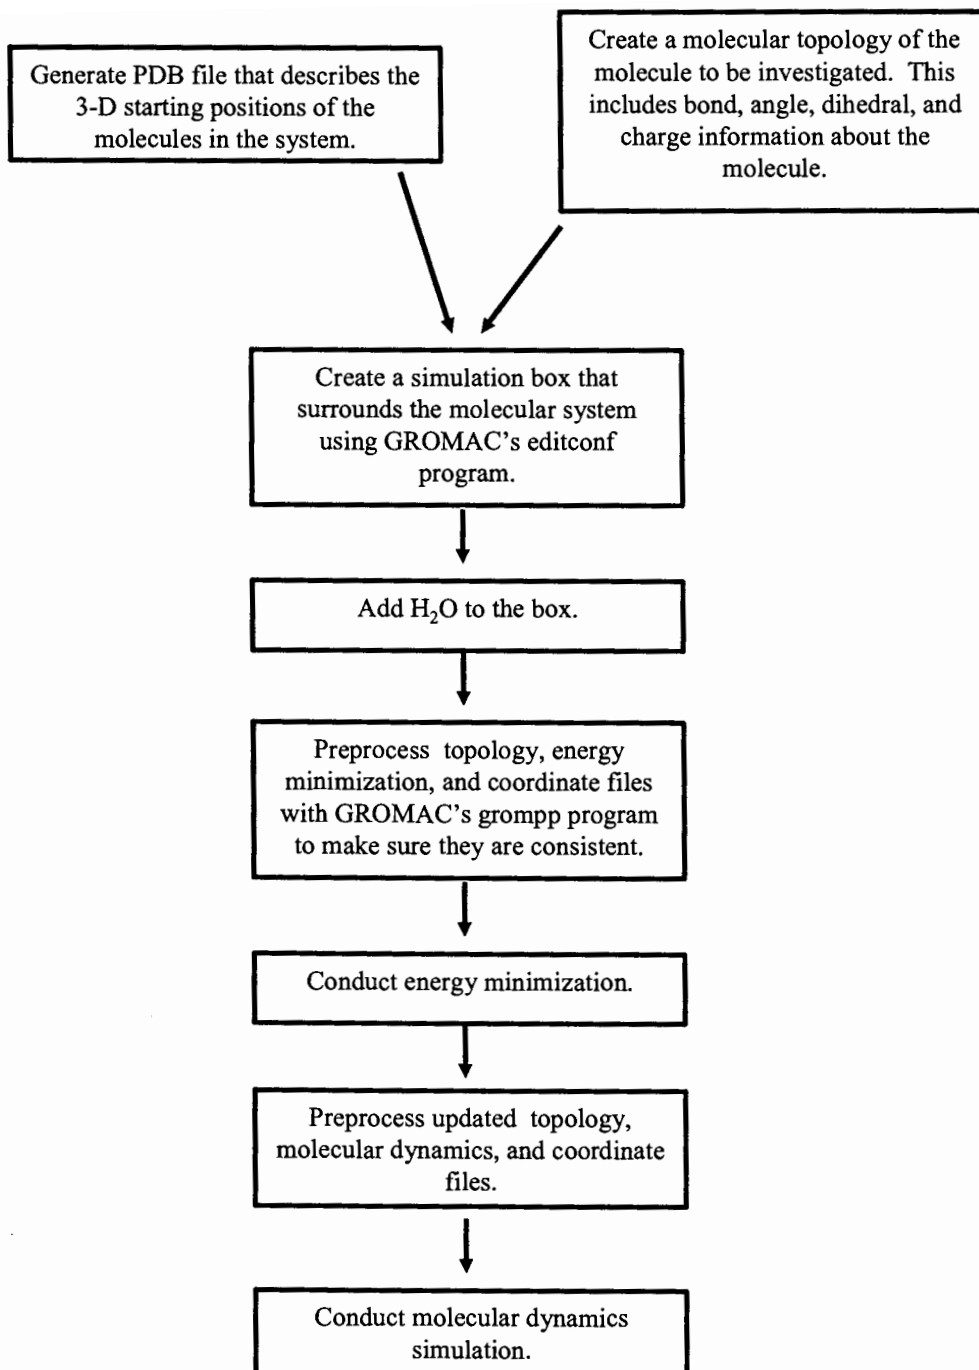 Generate PDB file that describes the
3-D starting positions of the
molecules in the system.
Create a molecular topology of the
molecule to be investigated.  This
includes bond, angle, dihedral, and
charge information about the
molecule.
Create a simulation box that
surrounds the molecular system
using GROMAC’s editconf
program.
Add H₂O to the box.
Preprocess  topology, energy
minimization, and coordinate files
with GROMAC’s grompp program
to make sure they are consistent.
Conduct energy minimization.
Preprocess updated  topology,
molecular dynamics, and coordinate
files.
Conduct molecular dynamics
simulation.